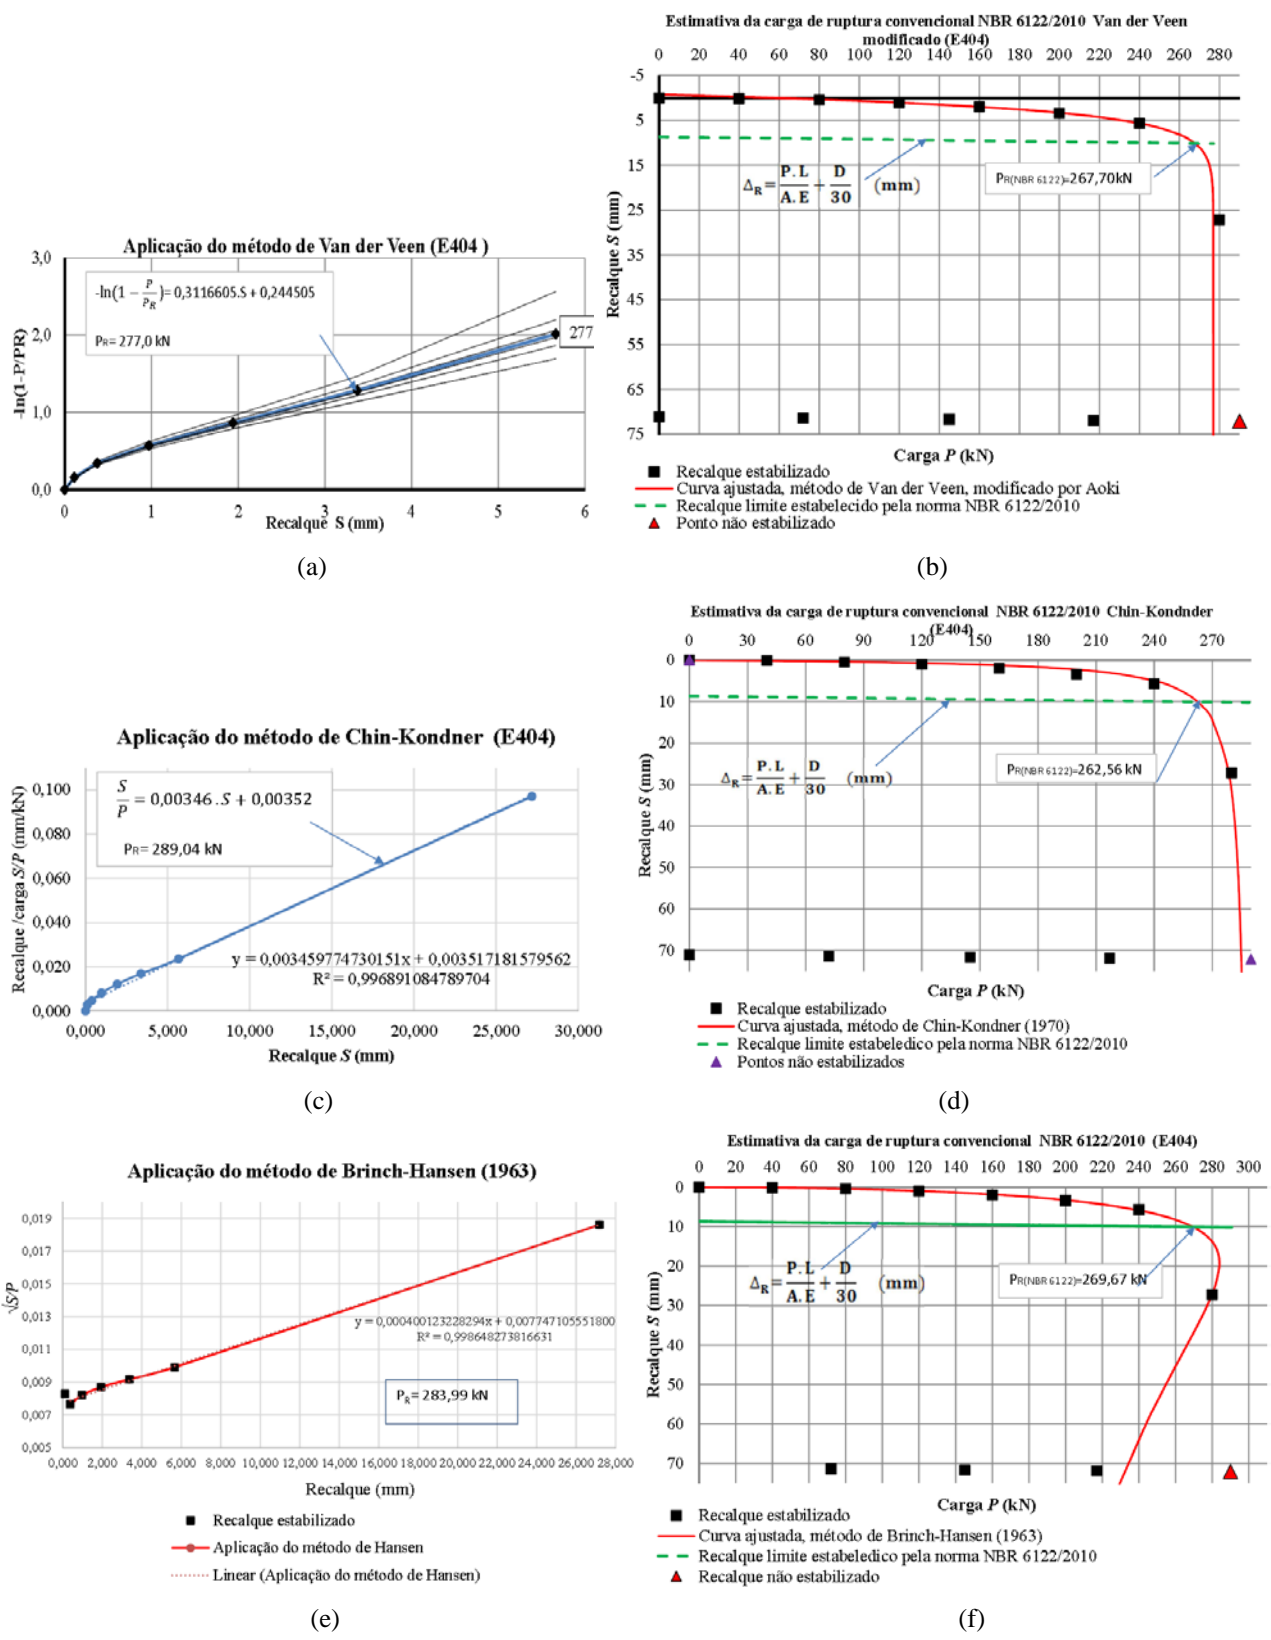 Estimativa da carga de ruptura convencional NBR 6122/2010 Van der Veen
modificado (E404)
0 40 80 120 160 200 240 280
-5
5
15
25
35
45
55
65
75
Recalque S (mm)
ΔR = P.L/A.E + D/30 (mm)
PR(NBR 6122)=267,70kN
Carga P (kN)
Recalque estabilizado
Curva ajustada, método de Van der Veen, modificado por Aoki
Recalque limite estabelecido pela norma NBR 6122/2010
Ponto não estabilizado
Aplicação do método de Van der Veen (E404 )
3,0
2,0
1,0
0,0
-ln(1-P/PR)
-ln(1 − P/PR)= 0,3116605.S + 0,244505
PR= 277,0 kN
277
0 1 2 3 4 5 6
Recalque S (mm)
(a)
(b)
Estimativa da carga de ruptura convencional NBR 6122/2010 Chin-Kondnder
(E404)
0 30 60 90 120 150 180 210 240 270
0
10
20
30
40
50
60
70
Recalque S (mm)
ΔR = P.L/A.E + D/30 (mm)
PR(NBR 6122)=262,56 kN
Carga P (kN)
Recalque estabilizado
Curva ajustada, método de Chin-Kondner (1970)
Recalque limite estabeledico pela norma NBR 6122/2010
Pontos não estabilizados
Aplicação do método de Chin-Kondner (E404)
0,100
0,080
0,060
0,040
0,020
0,000
Recalque /carga S/P (mm/kN)
S/P = 0,00346 .S + 0,00352
PR= 289,04 kN
y = 0,003459774730151x + 0,003517181579562
R² = 0,996891084789704
0,000 5,000 10,000 15,000 20,000 25,000 30,000
Recalque S (mm)
(c)
(d)
Estimativa da carga de ruptura convencional NBR 6122/2010 (E404)
0 20 40 60 80 100 120 140 160 180 200 220 240 260 280 300
0
10
20
30
40
50
60
70
Recalque S (mm)
ΔR = P.L/A.E + D/30 (mm)
PR(NBR 6122)=269,67 kN
Carga P (kN)
Recalque estabilizado
Curva ajustada, método de Brinch-Hansen (1963)
Recalque limite estabeledico pela norma NBR 6122/2010
Recalque não estabilizado
Aplicação do método de Brinch-Hansen (1963)
0,019
0,017
0,015
0,013
0,011
0,009
0,007
0,005
√S/P
y = 0,000400123228294x + 0,007747105551800
R² = 0,998648273816631
PR = 283,99 kN
0,000 2,000 4,000 6,000 8,000 10,000 12,000 14,000 16,000 18,000 20,000 22,000 24,000 26,000 28,000
Recalque (mm)
Recalque estabilizado
Aplicação do método de Hansen
Linear (Aplicação do método de Hansen)
(e)
(f)